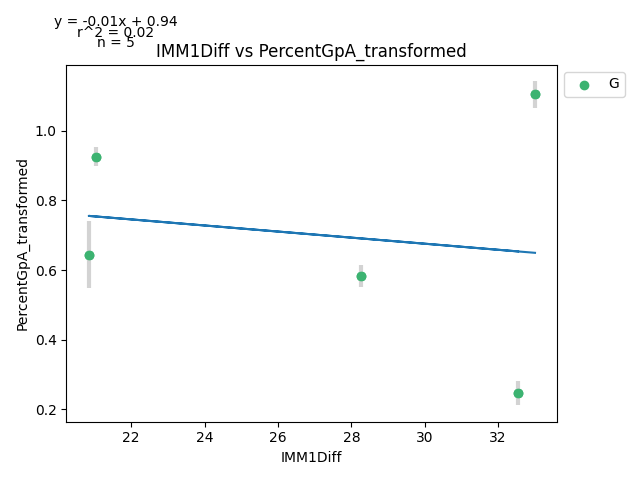 y = -0.01x + 0.94
r^2 = 0.02
n = 5
IMM1Diff vs PercentGpA_transformed
G
PercentGpA_transformed
1.0
0.8
0.6
0.4
0.2
22 24 26 28 30 32
IMM1Diff